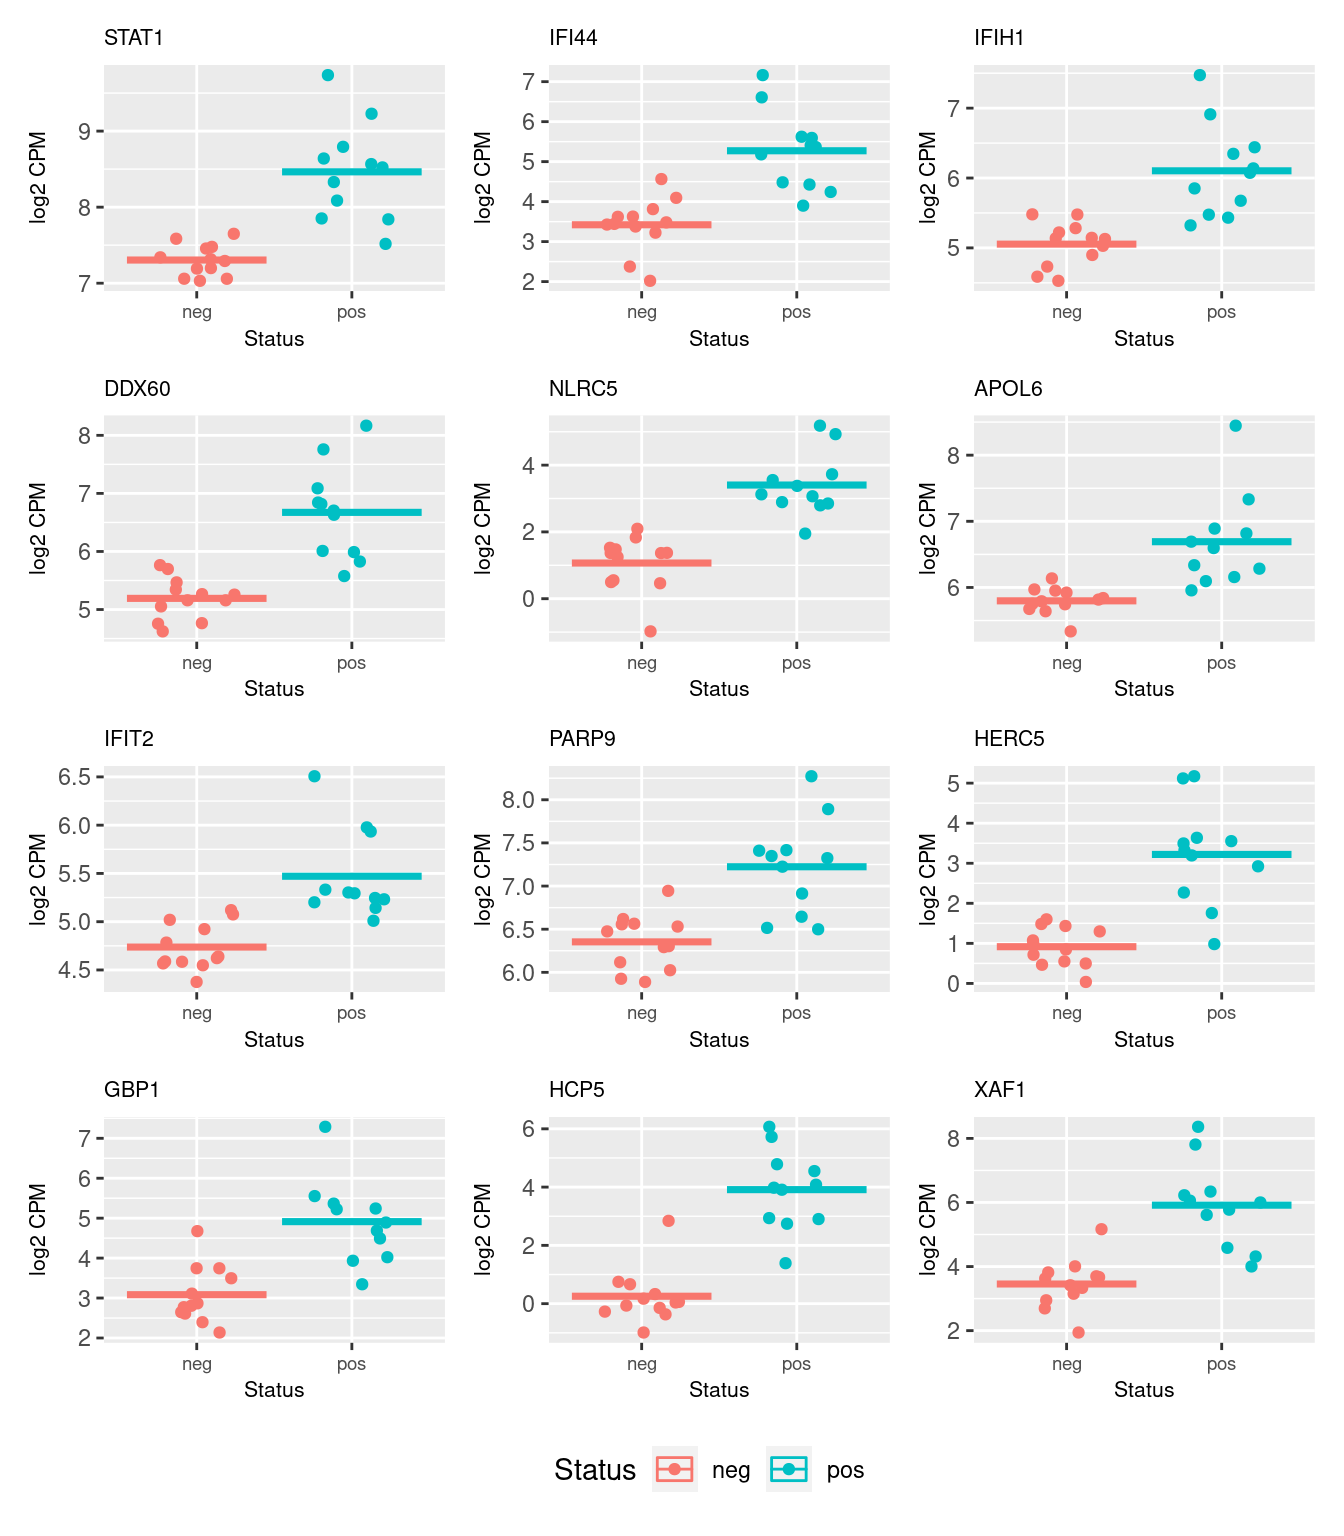 STAT1 IFI44 IFIH1
log2 CPM 9 8 7 log2 CPM 7 6 5 4 3 2 log2 CPM 7 6 5
neg pos neg pos neg pos
Status Status Status
DDX60 NLRC5 APOL6
log2 CPM 8 7 6 5 log2 CPM 4 2 0 log2 CPM 8 7 6
neg pos neg pos neg pos
Status Status Status
IFIT2 PARP9 HERC5
log2 CPM 6.5 6.0 5.5 5.0 4.5 log2 CPM 8.0 7.5 7.0 6.5 6.0 log2 CPM 5 4 3 2 1 0
neg pos neg pos neg pos
Status Status Status
GBP1 HCP5 XAF1
log2 CPM 7 6 5 4 3 2 log2 CPM 6 4 2 0 log2 CPM 8 6 4 2
neg pos neg pos neg pos
Status Status Status
Status neg pos